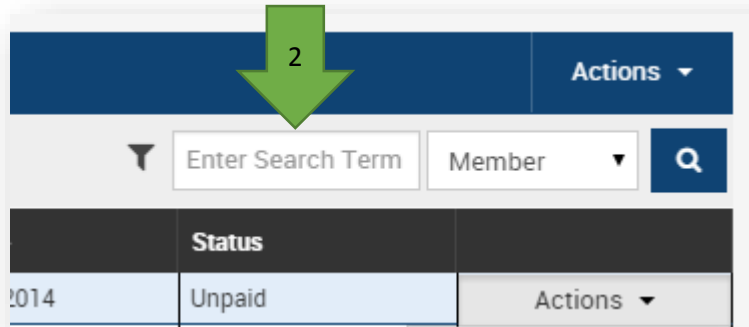 2
Actions
Enter Search Term Member
Status
2014 Unpaid Actions